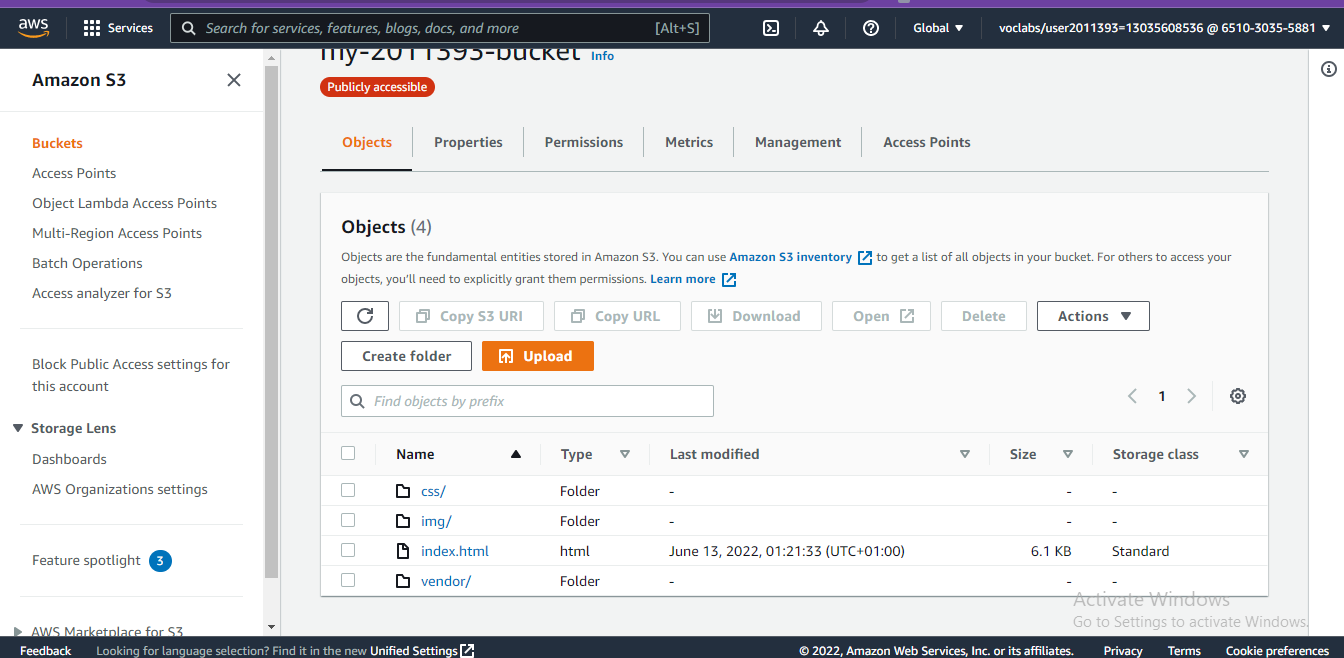 aws Services Search for services, features, blogs, docs, and more [Alt+S] Global voclabs/user2011393=13035608536 @ 6510-3035-5881
Amazon S3
Buckets
Access Points
Object Lambda Access Points
Multi-Region Access Points
Batch Operations
Access analyzer for S3
Block Public Access settings for
this account
Storage Lens
Dashboards
AWS Organizations settings
Feature spotlight 3
AWS Marketplace for S3
my-2011393-bucket Info
Publicly accessible
Objects Properties Permissions Metrics Management Access Points
Objects (4)
Objects are the fundamental entities stored in Amazon S3. You can use Amazon S3 inventory to get a list of all objects in your bucket. For others to access your
objects, you'll need to explicitly grant them permissions. Learn more
Copy S3 URI Copy URL Download Open Delete Actions
Create folder Upload
Find objects by prefix 1
Name Type Last modified Size Storage class
css/ Folder - - -
img/ Folder - - -
index.html html June 13, 2022, 01:21:33 (UTC+01:00) 6.1 KB Standard
vendor/ Folder - - -
Activate Windows
Go to Settings to activate Windows.
Feedback Looking for language selection? Find it in the new Unified Settings © 2022, Amazon Web Services, Inc. or its affiliates. Privacy Terms Cookie preferences